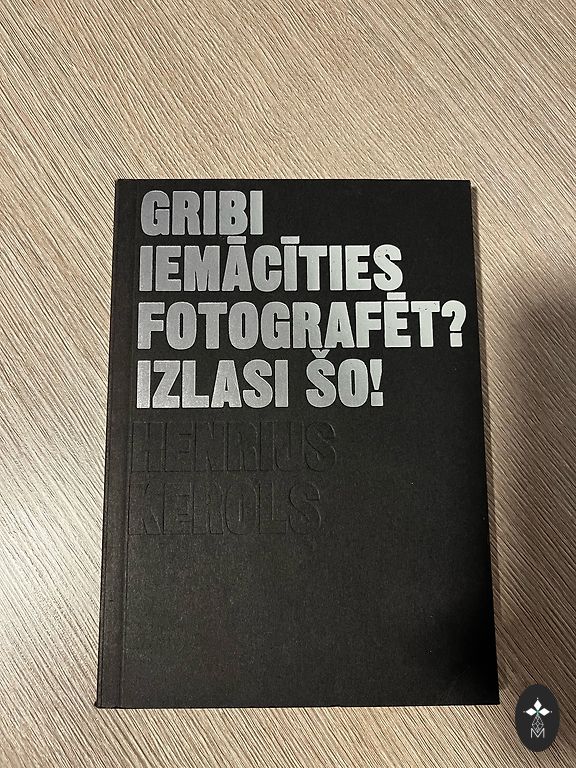 GRIBI
IEMĀCĪTIES
FOTOGRAFĒT?
IZLASI ŠO!
HENRIJS
KEROLS